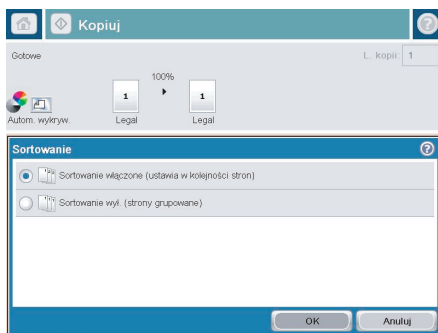 Kopiuj
Gotowe
L. kopii: 1
100%
1
1
Autom. wykryw.
Legal
Legal
Sortowanie
Sortowanie włączone (ustawia w kolejności stron)
Sortowanie wył. (strony grupowane)
OK
Anuluj